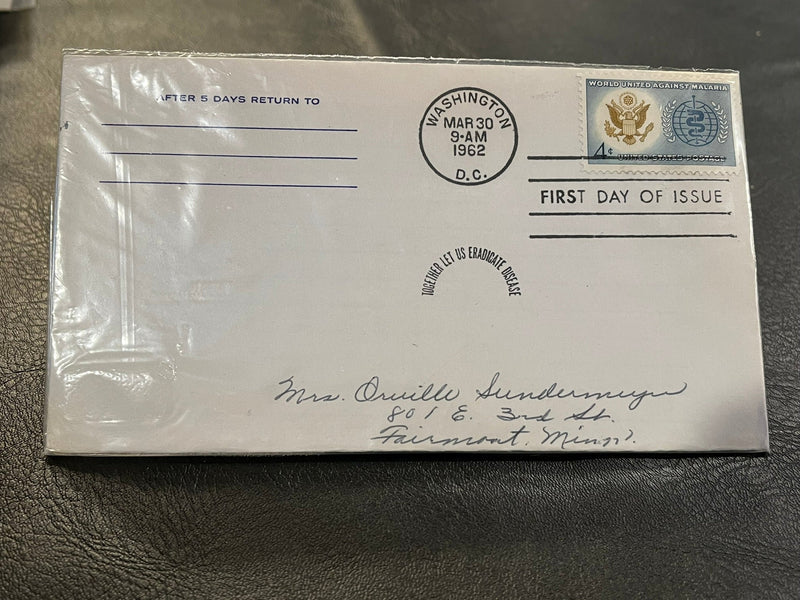 AFTER 5 DAYS RETURN TO
WASHINGTON
MAR 30
9-AM
1962
D.C.
WORLD UNITED AGAINST MALARIA
4¢
UNITED STATES POSTAGE
FIRST DAY OF ISSUE
TOGETHER LET US ERADICATE DISEASE
Mrs. Orville Sundermeyer
801 E. 3rd St.
Fairmont, Minn.